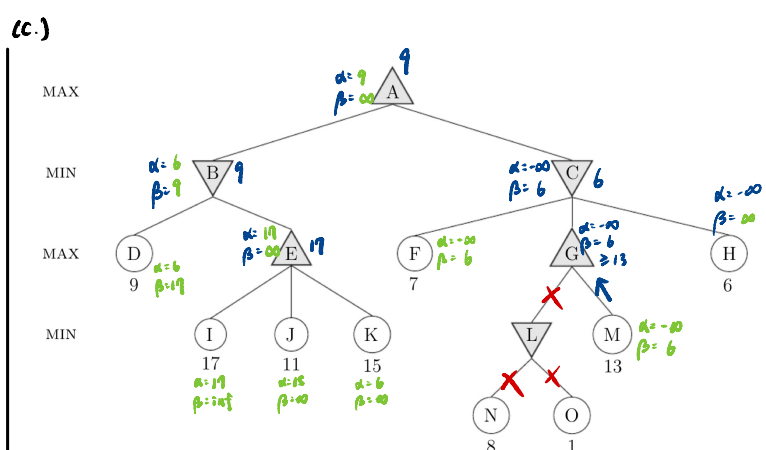 (C.)
9
α= 9
MAX
A
β= ∞
α= 6
α=-∞
MIN
B
9
C
6
β= 9
β= 6
α=-∞
β= ∞
α= 17
α=-∞
β= 6
MAX
D
β= ∞
E
17
F
α=-∞
G
≥13
H
α=6
β= 6
9
β=17
7
6
MIN
I
J
K
L
M
α=-∞
17
11
15
13
β= 6
α=17
α=15
α=6
β=inf
β=∞
β=∞
N
O
8
1